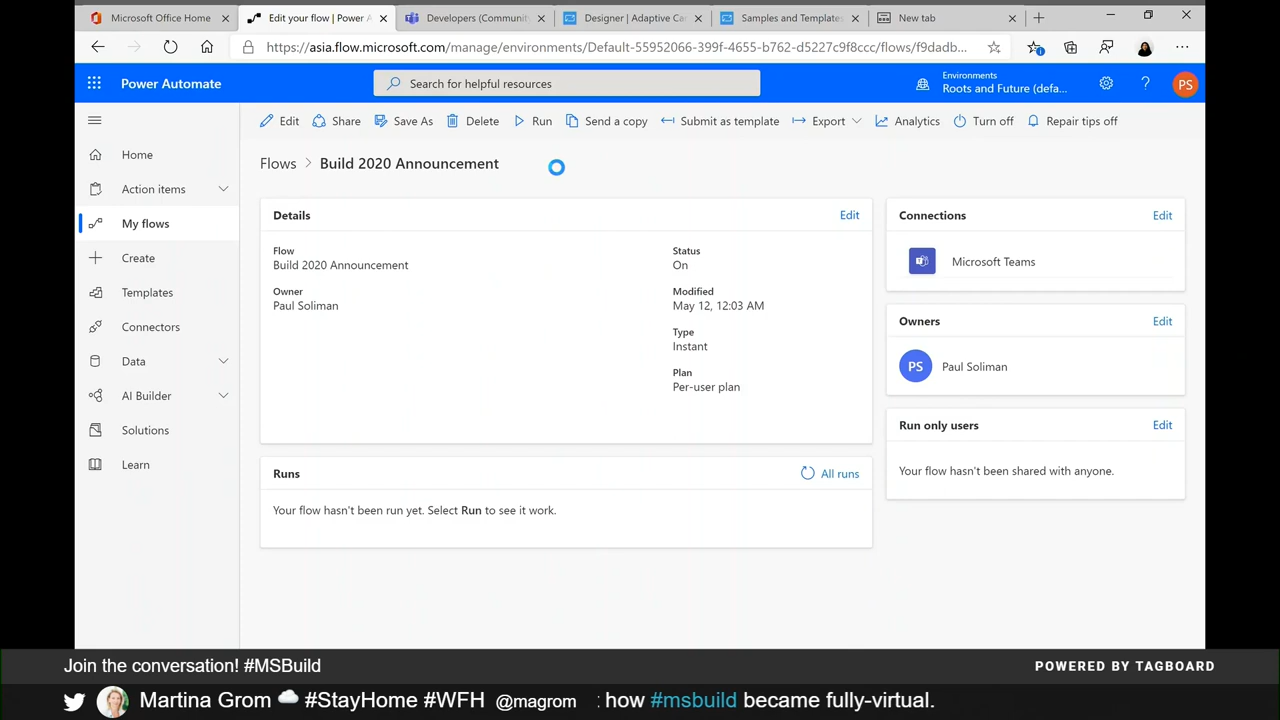 Microsoft Office Home
Edit your flow | Power A
Developers (Communit
Designer | Adaptive Ca
Samples and Templates
New tab
https://asia.flow.microsoft.com/manage/environments/Default-55952066-399f-4655-b762-d5227c9f8ccc/flows/f9dadb...
Power Automate
Search for helpful resources
Environments
Roots and Future (defa...
PS
Edit
Share
Save As
Delete
Run
Send a copy
Submit as template
Export
Analytics
Turn off
Repair tips off
Home
Action items
My flows
Create
Templates
Connectors
Data
AI Builder
Solutions
Learn
Flows > Build 2020 Announcement
Details
Edit
Flow
Build 2020 Announcement
Owner
Paul Soliman
Status
On
Modified
May 12, 12:03 AM
Type
Instant
Plan
Per-user plan
Runs
All runs
Your flow hasn't been run yet. Select Run to see it work.
Connections
Edit
Microsoft Teams
Owners
Edit
PS
Paul Soliman
Run only users
Edit
Your flow hasn't been shared with anyone.
Join the conversation! #MSBuild
POWERED BY TAGBOARD
Martina Grom ☁ #StayHome #WFH @magrom : how #msbuild became fully-virtual.